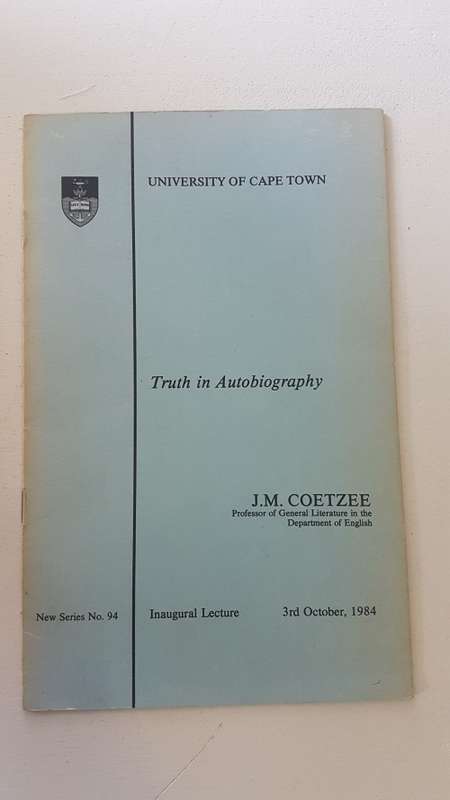 UNIVERSITY OF CAPE TOWN
Truth in Autobiography
J.M. COETZEE
Professor of General Literature in the
Department of English
New Series No. 94
Inaugural Lecture
3rd October, 1984